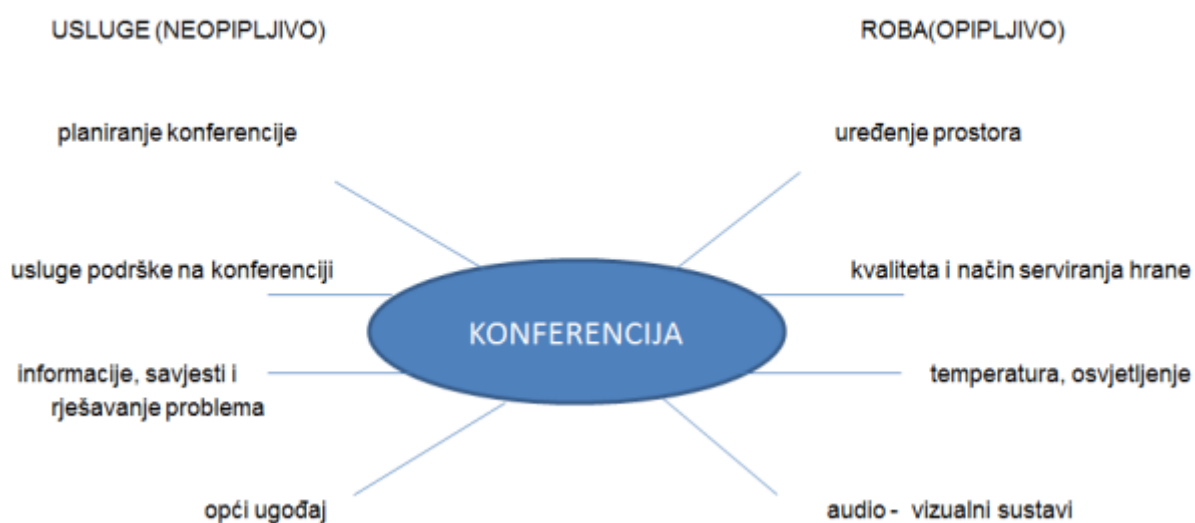 USLUGE (NEOPIPLJIVO)
ROBA(OPIPLJIVO)
planiranje konferencije
uređenje prostora
usluge podrške na konferenciji
kvaliteta i način serviranja hrane
KONFERENCIJA
informacije, savjesti i
rješavanje problema
temperatura, osvjetljenje
opći ugođaj
audio - vizualni sustavi